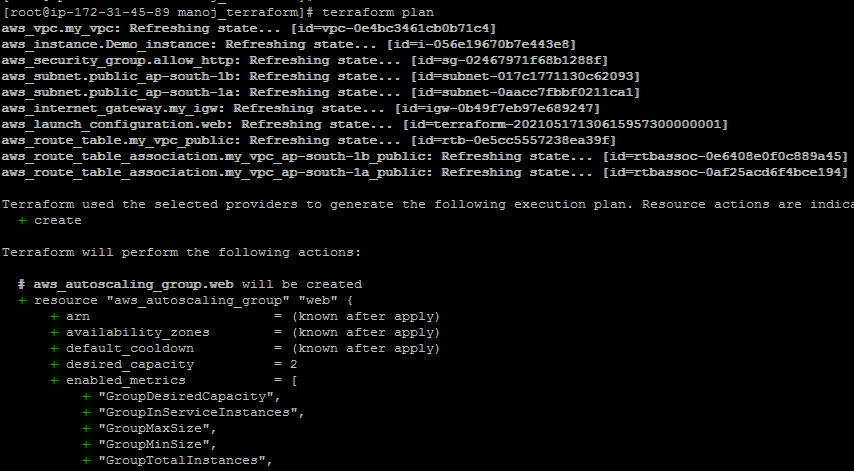 [root@ip-172-31-45-89 manoj_terraform]# terraform plan
aws_vpc.my_vpc: Refreshing state... [id=vpc-0e4bc3461cb0b71c4]
aws_instance.Demo_instance: Refreshing state... [id=i-056e19670b7e443e8]
aws_security_group.allow_http: Refreshing state... [id=sg-02467971f68b1288f]
aws_subnet.public_ap-south-1b: Refreshing state... [id=subnet-017c1771130c62093]
aws_subnet.public_ap-south-1a: Refreshing state... [id=subnet-0aacc7fbbf0211ca1]
aws_internet_gateway.my_igw: Refreshing state... [id=igw-0b49f7eb97e689247]
aws_launch_configuration.web: Refreshing state... [id=terraform-20210517130615957300000001]
aws_route_table.my_vpc_public: Refreshing state... [id=rtb-0e5cc5557238ea39f]
aws_route_table_association.my_vpc_ap-south-1b_public: Refreshing state... [id=rtbassoc-0e6408e0f0c889a45]
aws_route_table_association.my_vpc_ap-south-1a_public: Refreshing state... [id=rtbassoc-0af25acd6f4bce194]
Terraform used the selected providers to generate the following execution plan. Resource actions are indica
+ create
Terraform will perform the following actions:
# aws_autoscaling_group.web will be created
+ resource "aws_autoscaling_group" "web" {
+ arn = (known after apply)
+ availability_zones = (known after apply)
+ default_cooldown = (known after apply)
+ desired_capacity = 2
+ enabled_metrics = [
+ "GroupDesiredCapacity",
+ "GroupInServiceInstances",
+ "GroupMaxSize",
+ "GroupMinSize",
+ "GroupTotalInstances",